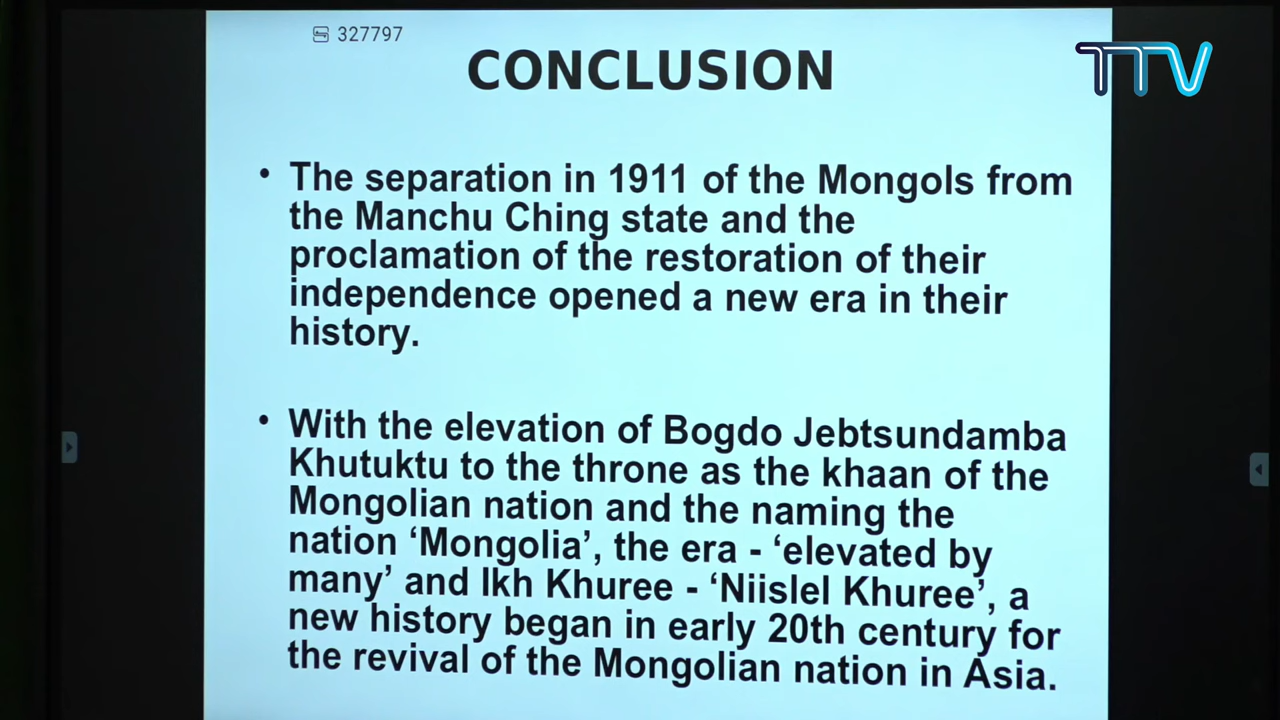 327797
CONCLUSION
TTV
• The separation in 1911 of the Mongols from
the Manchu Ching state and the
proclamation of the restoration of their
independence opened a new era in their
history.
• With the elevation of Bogdo Jebtsundamba
Khutuktu to the throne as the khaan of the
Mongolian nation and the naming the
nation ‘Mongolia’, the era - ‘elevated by
many’ and Ikh Khuree - ‘Niislel Khuree’, a
new history began in early 20th century for
the revival of the Mongolian nation in Asia.